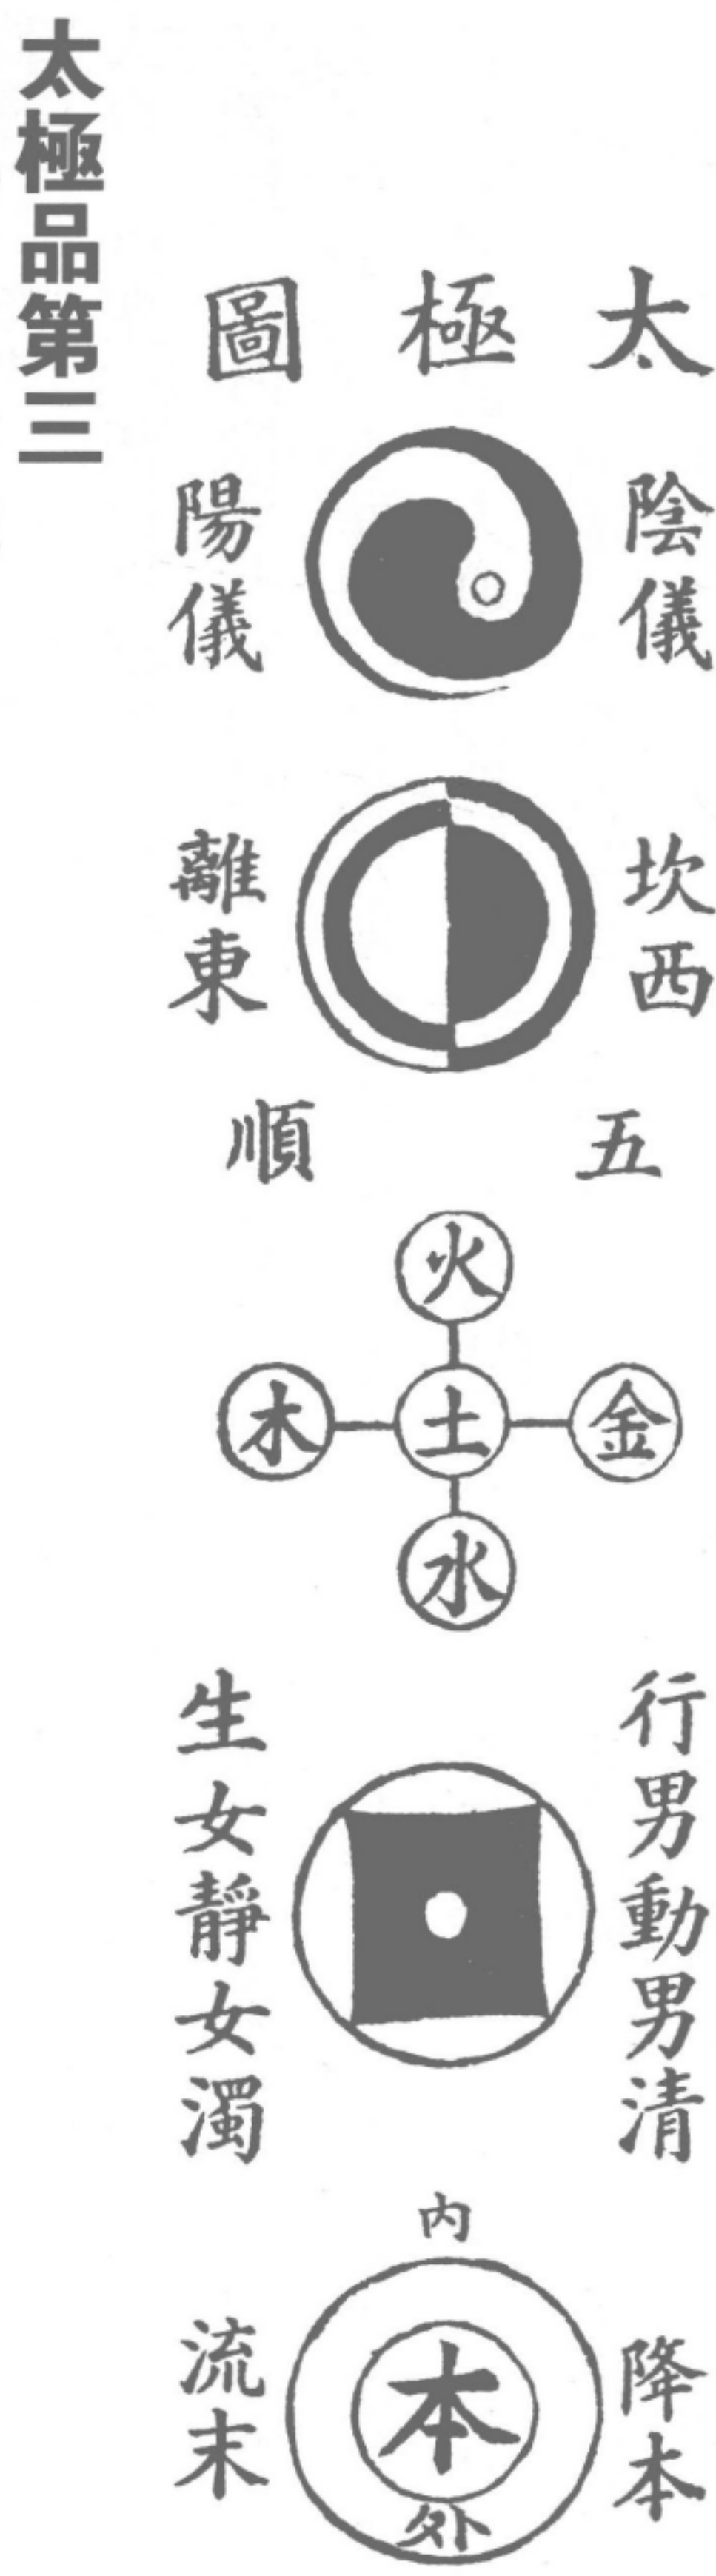 太極品第三
太極圖
陰儀
陽儀
坎西
離東
五順
火
木土金
水
行男動男清
生女靜女濁
內
降本
本
流末
外